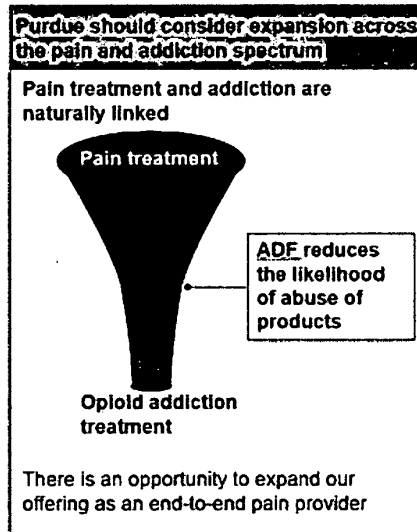 Purdue should consider expansion across
the pain and addiction spectrum
Pain treatment and addiction are
naturally linked
Pain treatment
ADF reduces
the likelihood
of abuse of
products
Opioid addiction
treatment
There is an opportunity to expand our
offering as an end-to-end pain provider